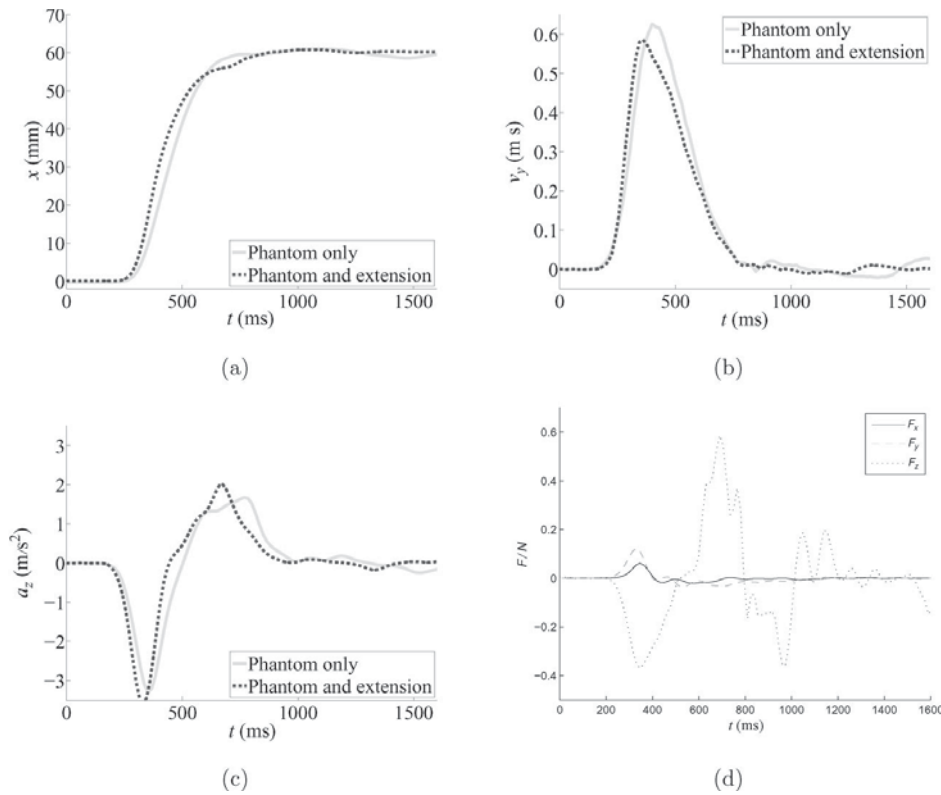 70
60
50
40
30
20
10
0
x (mm)
0 500 1000 1500
t (ms)
Phantom only
Phantom and extension
(a)
0.6
0.5
0.4
0.3
0.2
0.1
0
v_y (m s)
0 500 1000 1500
t (ms)
Phantom only
Phantom and extension
(b)
3
2
1
0
−1
−2
−3
a_z (m/s²)
0 500 1000 1500
t (ms)
Phantom only
Phantom and extension
(c)
0.6
0.4
0.2
0
−0.2
−0.4
F/N
0 200 400 600 800 1000 1200 1400 1600
t (ms)
F_x
F_y
F_z
(d)